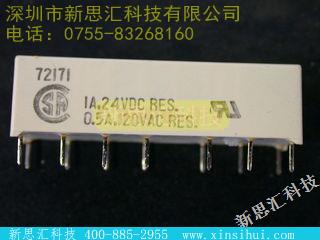 深圳市新思汇科技有限公司
电话：0755-83268160
72171
SA
1A.24VDC RES.
0.5A.120VAC RES.
新思汇科技
新思汇科技 400-885-2955 www.xinsihui.com